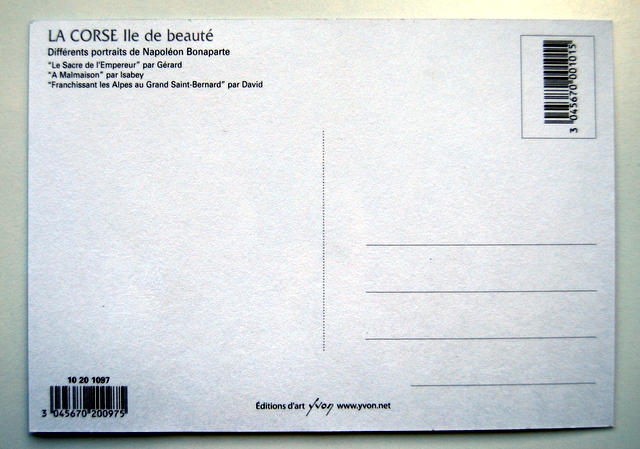 LA CORSE Ile de beauté
Différents portraits de Napoléon Bonaparte
"Le Sacre de l'Empereur" par Gérard
"A Malmaison" par Isabey
"Franchissant les Alpes au Grand Saint-Bernard" par David
3 045670 001015
10 20 1097
3 045670 200975
Éditions d'art yvon www.yvon.net